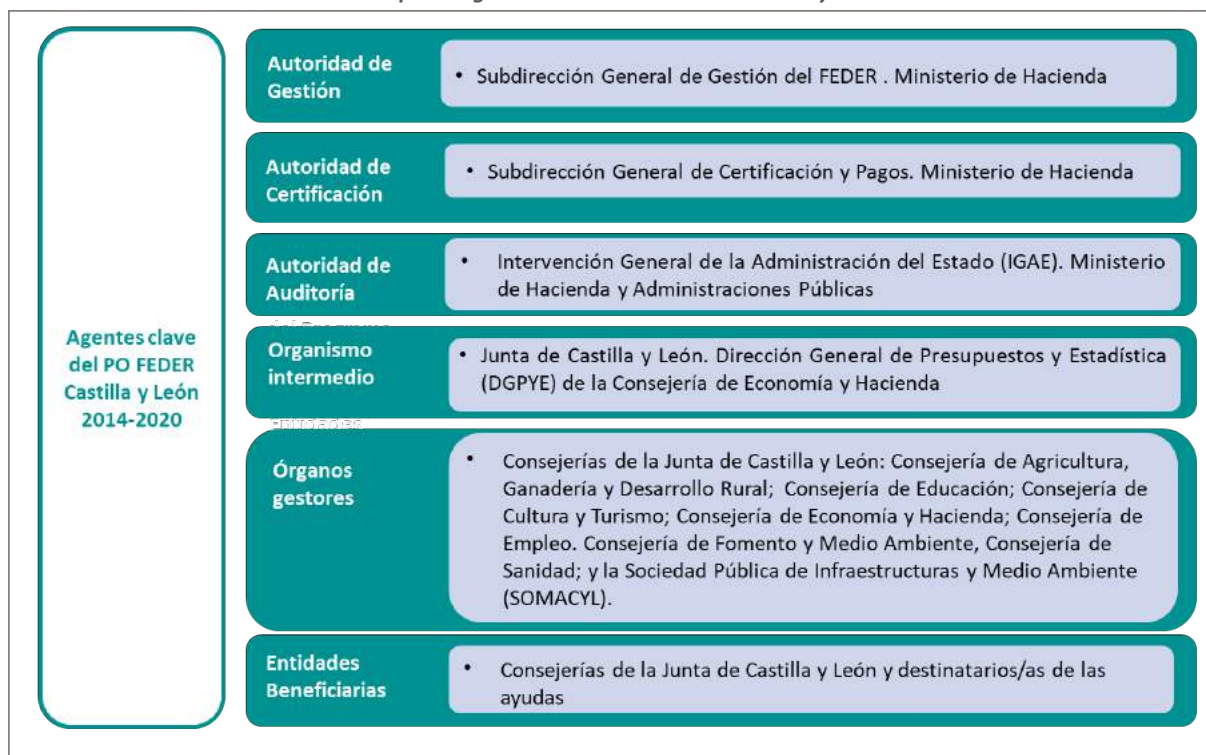 Agentes clave
del PO FEDER
Castilla y León
2014-2020
Autoridad de
Gestión
• Subdirección General de Gestión del FEDER . Ministerio de Hacienda
Autoridad de
Certificación
• Subdirección General de Certificación y Pagos. Ministerio de Hacienda
Autoridad de
Auditoría
• Intervención General de la Administración del Estado (IGAE). Ministerio
de Hacienda y Administraciones Públicas
Organismo
intermedio
• Junta de Castilla y León. Dirección General de Presupuestos y Estadística
(DGPYE) de la Consejería de Economía y Hacienda
Órganos
gestores
• Consejerías de la Junta de Castilla y León: Consejería de Agricultura,
Ganadería y Desarrollo Rural; Consejería de Educación; Consejería de
Cultura y Turismo; Consejería de Economía y Hacienda; Consejería de
Empleo. Consejería de Fomento y Medio Ambiente, Consejería de
Sanidad; y la Sociedad Pública de Infraestructuras y Medio Ambiente
(SOMACYL).
Entidades
Beneficiarias
• Consejerías de la Junta de Castilla y León y destinatarios/as de las
ayudas